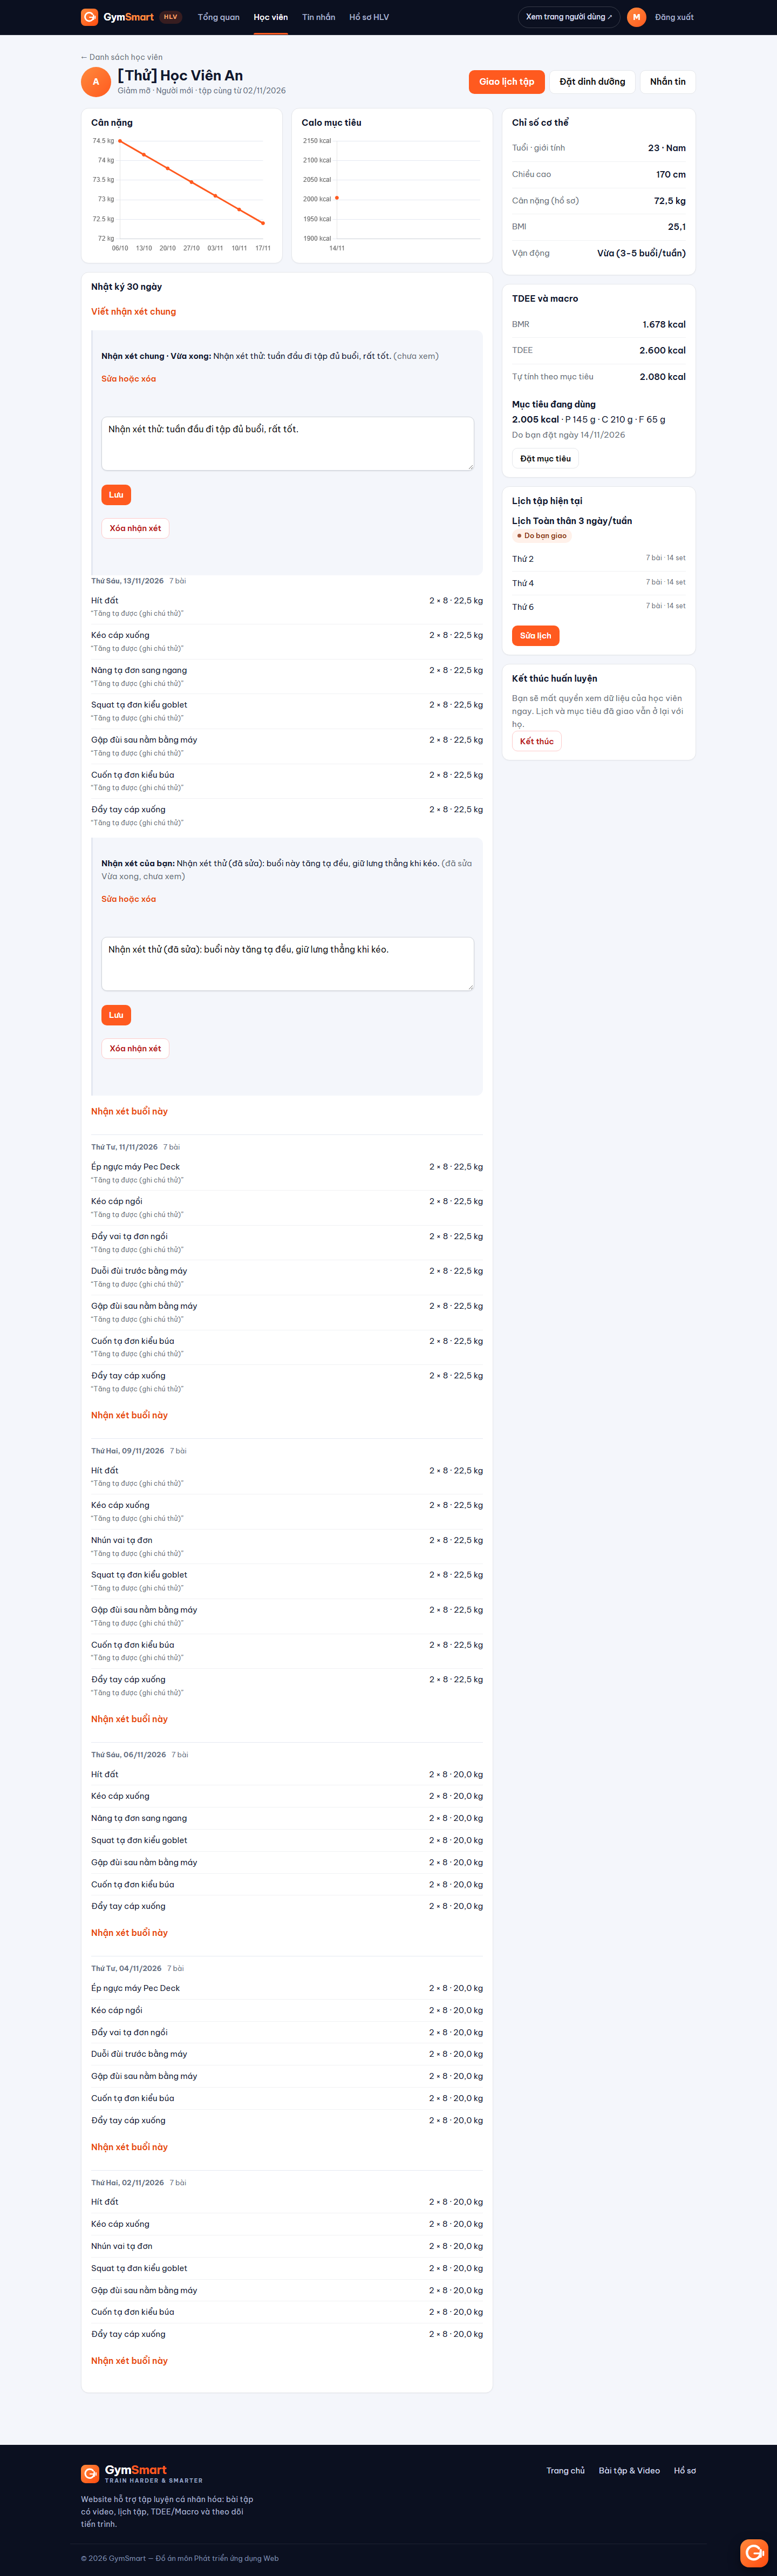 GymSmart HLV Tổng quan Học viên Tin nhắn Hồ sơ HLV Xem trang người dùng ↗ M Đăng xuất
← Danh sách học viên
A
[Thử] Học Viên An
Giảm mỡ · Người mới · tập cùng từ 02/11/2026
Giao lịch tập Đặt dinh dưỡng Nhắn tin
Cân nặng
74.5 kg
74 kg
73.5 kg
73 kg
72.5 kg
72 kg
06/10 13/10 20/10 27/10 03/11 10/11 17/11
Calo mục tiêu
2150 kcal
2100 kcal
2050 kcal
2000 kcal
1950 kcal
1900 kcal
14/11
Nhật ký 30 ngày
Viết nhận xét chung
Nhận xét chung · Vừa xong: Nhận xét thử: tuần đầu đi tập đủ buổi, rất tốt. (chưa xem)
Sửa hoặc xóa
Nhận xét thử: tuần đầu đi tập đủ buổi, rất tốt.
Lưu
Xóa nhận xét
Thứ Sáu, 13/11/2026 7 bài
Hít đất 2 × 8 · 22,5 kg
"Tăng tạ được (ghi chú thử)"
Kéo cáp xuống 2 × 8 · 22,5 kg
"Tăng tạ được (ghi chú thử)"
Nâng tạ đơn sang ngang 2 × 8 · 22,5 kg
"Tăng tạ được (ghi chú thử)"
Squat tạ đơn kiểu goblet 2 × 8 · 22,5 kg
"Tăng tạ được (ghi chú thử)"
Gập đùi sau nằm bằng máy 2 × 8 · 22,5 kg
"Tăng tạ được (ghi chú thử)"
Cuốn tạ đơn kiểu búa 2 × 8 · 22,5 kg
"Tăng tạ được (ghi chú thử)"
Đẩy tay cáp xuống 2 × 8 · 22,5 kg
"Tăng tạ được (ghi chú thử)"
Nhận xét của bạn: Nhận xét thử (đã sửa): buổi này tăng tạ đều, giữ lưng thẳng khi kéo. (đã sửa
Vừa xong, chưa xem)
Sửa hoặc xóa
Nhận xét thử (đã sửa): buổi này tăng tạ đều, giữ lưng thẳng khi kéo.
Lưu
Xóa nhận xét
Nhận xét buổi này
Thứ Tư, 11/11/2026 7 bài
Ép ngực máy Pec Deck 2 × 8 · 22,5 kg
"Tăng tạ được (ghi chú thử)"
Kéo cáp ngồi 2 × 8 · 22,5 kg
"Tăng tạ được (ghi chú thử)"
Đẩy vai tạ đơn ngồi 2 × 8 · 22,5 kg
"Tăng tạ được (ghi chú thử)"
Duỗi đùi trước bằng máy 2 × 8 · 22,5 kg
"Tăng tạ được (ghi chú thử)"
Gập đùi sau nằm bằng máy 2 × 8 · 22,5 kg
"Tăng tạ được (ghi chú thử)"
Cuốn tạ đơn kiểu búa 2 × 8 · 22,5 kg
"Tăng tạ được (ghi chú thử)"
Đẩy tay cáp xuống 2 × 8 · 22,5 kg
"Tăng tạ được (ghi chú thử)"
Nhận xét buổi này
Thứ Hai, 09/11/2026 7 bài
Hít đất 2 × 8 · 22,5 kg
"Tăng tạ được (ghi chú thử)"
Kéo cáp xuống 2 × 8 · 22,5 kg
"Tăng tạ được (ghi chú thử)"
Nhún vai tạ đơn 2 × 8 · 22,5 kg
"Tăng tạ được (ghi chú thử)"
Squat tạ đơn kiểu goblet 2 × 8 · 22,5 kg
"Tăng tạ được (ghi chú thử)"
Gập đùi sau nằm bằng máy 2 × 8 · 22,5 kg
"Tăng tạ được (ghi chú thử)"
Cuốn tạ đơn kiểu búa 2 × 8 · 22,5 kg
"Tăng tạ được (ghi chú thử)"
Đẩy tay cáp xuống 2 × 8 · 22,5 kg
"Tăng tạ được (ghi chú thử)"
Nhận xét buổi này
Thứ Sáu, 06/11/2026 7 bài
Hít đất 2 × 8 · 20,0 kg
Kéo cáp xuống 2 × 8 · 20,0 kg
Nâng tạ đơn sang ngang 2 × 8 · 20,0 kg
Squat tạ đơn kiểu goblet 2 × 8 · 20,0 kg
Gập đùi sau nằm bằng máy 2 × 8 · 20,0 kg
Cuốn tạ đơn kiểu búa 2 × 8 · 20,0 kg
Đẩy tay cáp xuống 2 × 8 · 20,0 kg
Nhận xét buổi này
Thứ Tư, 04/11/2026 7 bài
Ép ngực máy Pec Deck 2 × 8 · 20,0 kg
Kéo cáp ngồi 2 × 8 · 20,0 kg
Đẩy vai tạ đơn ngồi 2 × 8 · 20,0 kg
Duỗi đùi trước bằng máy 2 × 8 · 20,0 kg
Gập đùi sau nằm bằng máy 2 × 8 · 20,0 kg
Cuốn tạ đơn kiểu búa 2 × 8 · 20,0 kg
Đẩy tay cáp xuống 2 × 8 · 20,0 kg
Nhận xét buổi này
Thứ Hai, 02/11/2026 7 bài
Hít đất 2 × 8 · 20,0 kg
Kéo cáp xuống 2 × 8 · 20,0 kg
Nhún vai tạ đơn 2 × 8 · 20,0 kg
Squat tạ đơn kiểu goblet 2 × 8 · 20,0 kg
Gập đùi sau nằm bằng máy 2 × 8 · 20,0 kg
Cuốn tạ đơn kiểu búa 2 × 8 · 20,0 kg
Đẩy tay cáp xuống 2 × 8 · 20,0 kg
Nhận xét buổi này
Chỉ số cơ thể
Tuổi · giới tính 23 · Nam
Chiều cao 170 cm
Cân nặng (hồ sơ) 72,5 kg
BMI 25,1
Vận động Vừa (3-5 buổi/tuần)
TDEE và macro
BMR 1.678 kcal
TDEE 2.600 kcal
Tự tính theo mục tiêu 2.080 kcal
Mục tiêu đang dùng
2.005 kcal · P 145 g · C 210 g · F 65 g
Do bạn đặt ngày 14/11/2026
Đặt mục tiêu
Lịch tập hiện tại
Lịch Toàn thân 3 ngày/tuần
Do bạn giao
Thứ 2 7 bài · 14 set
Thứ 4 7 bài · 14 set
Thứ 6 7 bài · 14 set
Sửa lịch
Kết thúc huấn luyện
Bạn sẽ mất quyền xem dữ liệu của học viên
ngay. Lịch và mục tiêu đã giao vẫn ở lại với
họ.
Kết thúc
GymSmart
TRAIN HARDER & SMARTER
Website hỗ trợ tập luyện cá nhân hóa: bài tập
có video, lịch tập, TDEE/Macro và theo dõi
tiến trình.
Trang chủ Bài tập & Video Hồ sơ
© 2026 GymSmart — Đồ án môn Phát triển ứng dụng Web